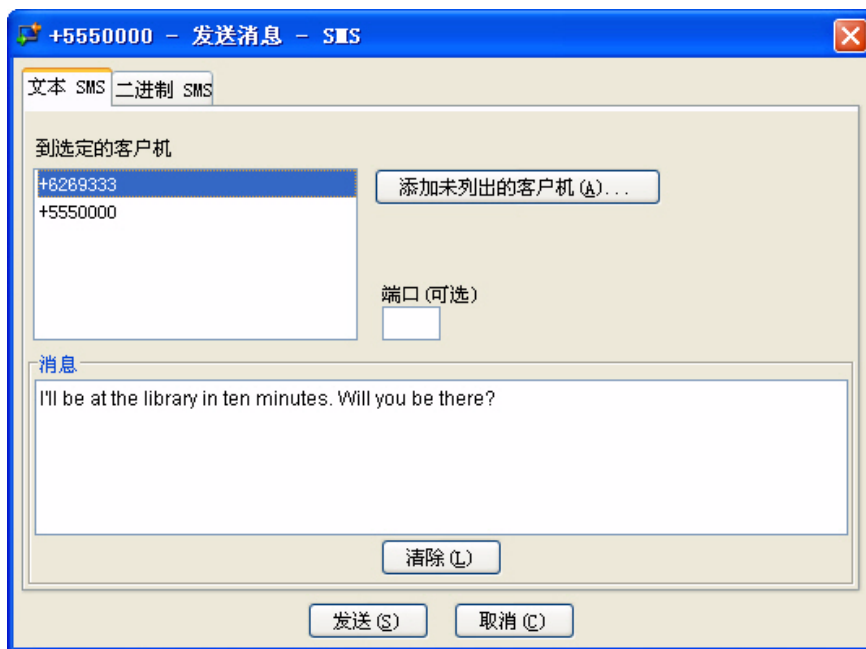 +5550000 - 发送消息 - SMS
文本 SMS 二进制 SMS
到选定的客户机
+6269333
添加未列出的客户机(A)...
+5550000
端口(可选)
消息
I'll be at the library in ten minutes. Will you be there?
清除(L)
发送(S) 取消(C)